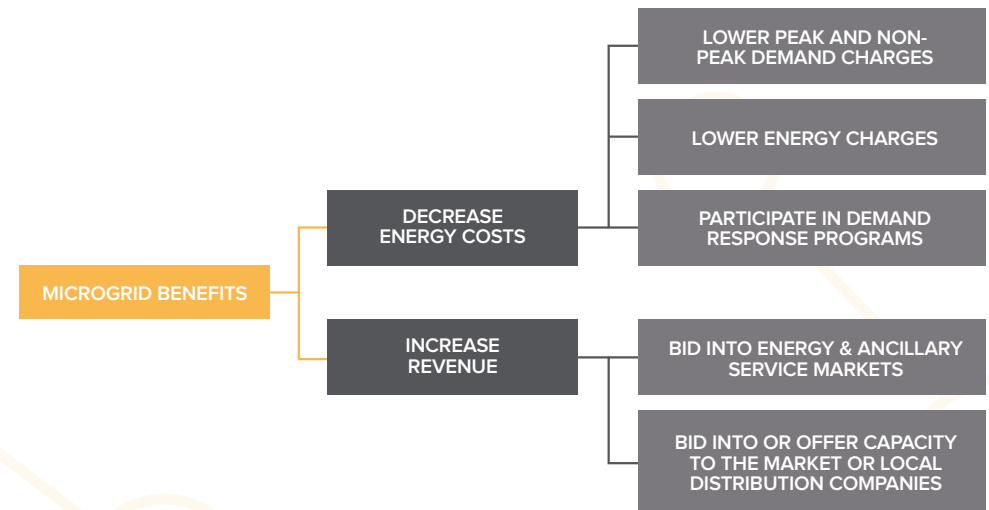 LOWER PEAK AND NON-
PEAK DEMAND CHARGES
LOWER ENERGY CHARGES
DECREASE
ENERGY COSTS
PARTICIPATE IN DEMAND
RESPONSE PROGRAMS
MICROGRID BENEFITS
INCREASE
REVENUE
BID INTO ENERGY & ANCILLARY
SERVICE MARKETS
BID INTO OR OFFER CAPACITY
TO THE MARKET OR LOCAL
DISTRIBUTION COMPANIES